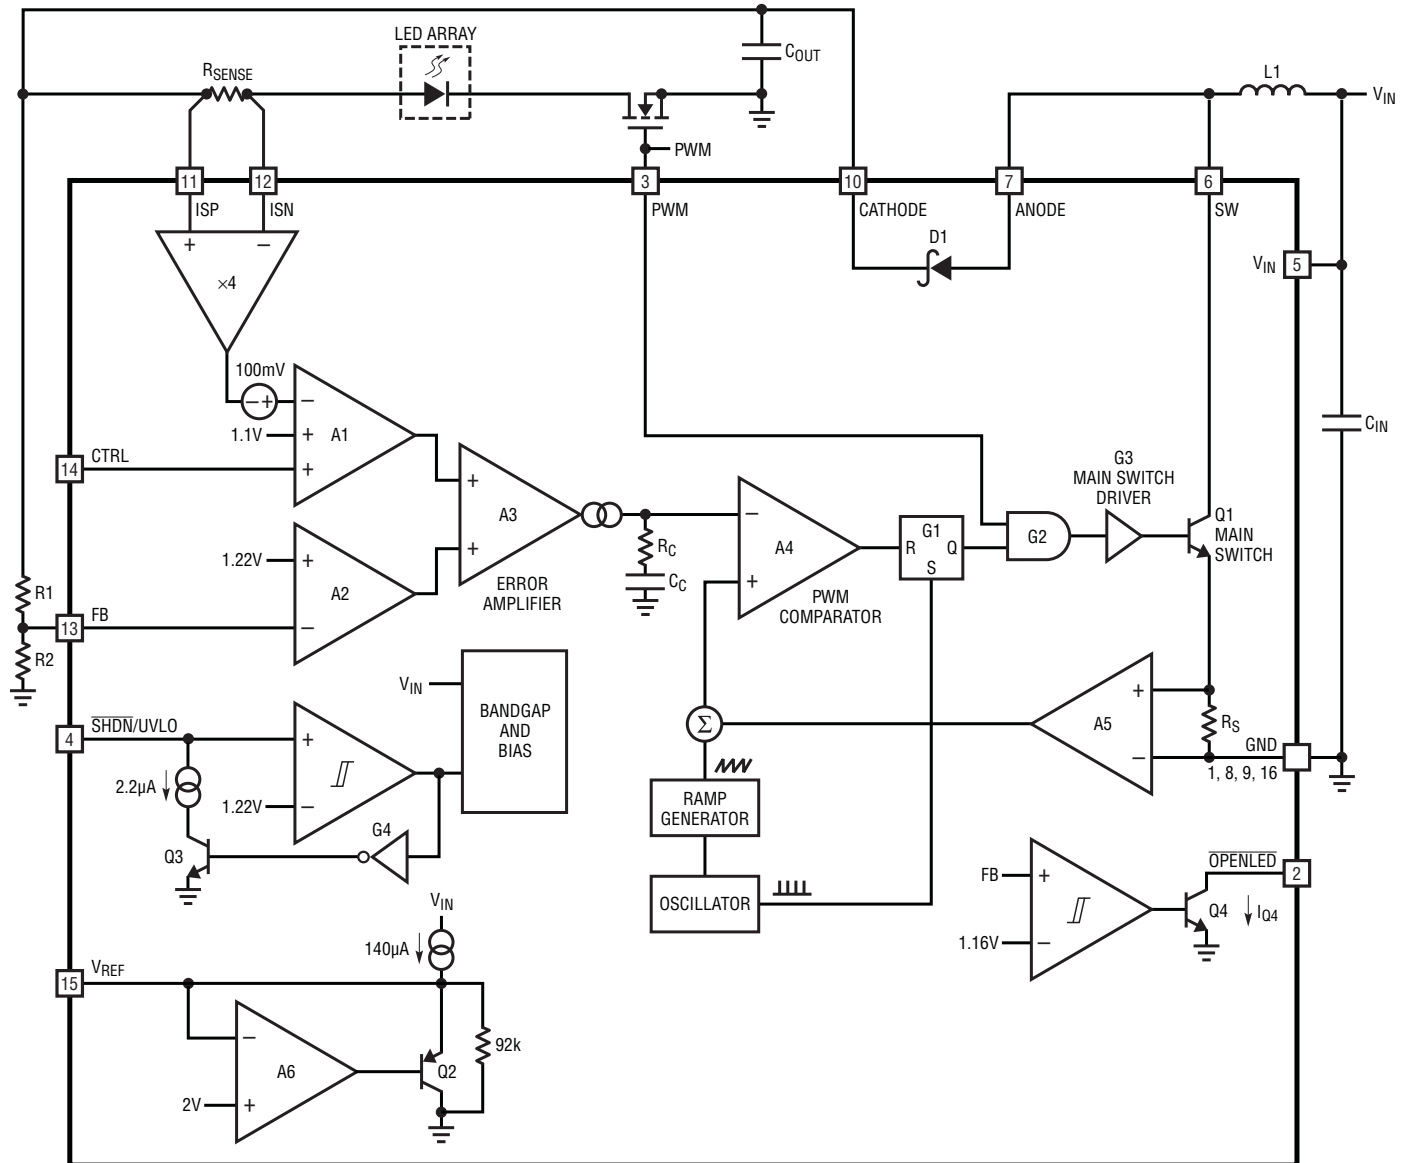 LED ARRAY
RSENSE
COUT
L1
VIN
PWM
11
12
3
10
7
6
ISP
ISN
PWM
CATHODE
ANODE
SW
+
–
×4
D1
VIN
5
100mV
– +
–
1.1V
+
A1
14
CTRL
+
CIN
G3
MAIN SWITCH
DRIVER
+
A3
+
ERROR
AMPLIFIER
–
A4
+
PWM
COMPARATOR
G1
R
Q
S
G2
Q1
MAIN
SWITCH
RC
CC
1.22V
+
A2
–
R1
13
FB
R2
VIN
BANDGAP
AND
BIAS
4
SHDN/UVLO
+
2.2µA
1.22V
–
G4
Q3
Σ
+
A5
–
RS
GND
1, 8, 9, 16
RAMP
GENERATOR
OSCILLATOR
FB
+
1.16V
–
OPENLED
2
Q4
IQ4
VIN
140µA
15
VREF
–
A6
2V
+
Q2
92k